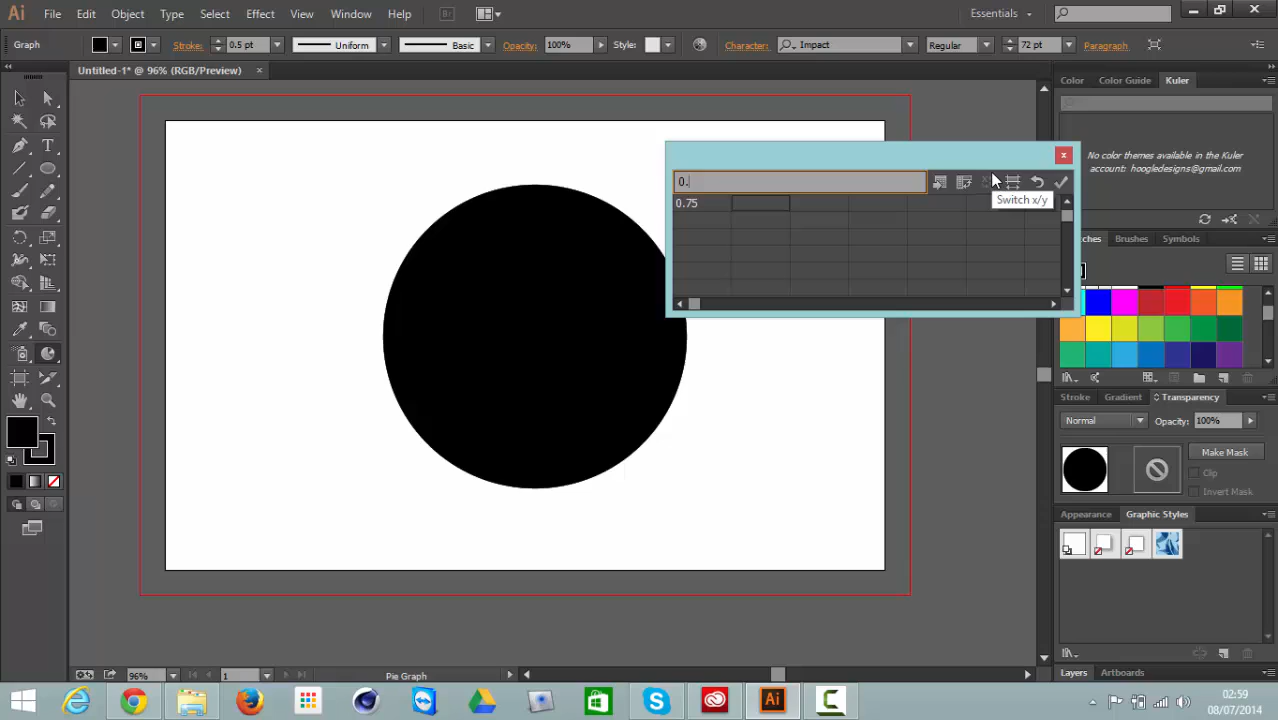 Ai File Edit Object Type Select Effect View Window Help Br Essentials
Graph Stroke: 0.5 pt Uniform Basic Opacity: 100% Style: Character: Impact Regular 72 pt Paragraph
Untitled-1* @ 96% (RGB/Preview) ×
Color Color Guide Kuler
No color themes available in the Kuler
account: hoogledesigns@gmail.com
0.
Switch x/y
0.75
Brushes Symbols
Stroke Gradient Transparency
Normal Opacity: 100%
Make Mask
Clip
Invert Mask
Appearance Graphic Styles
Layers Artboards
96% 1 Pie Graph
Ai
02:59
08/07/2014